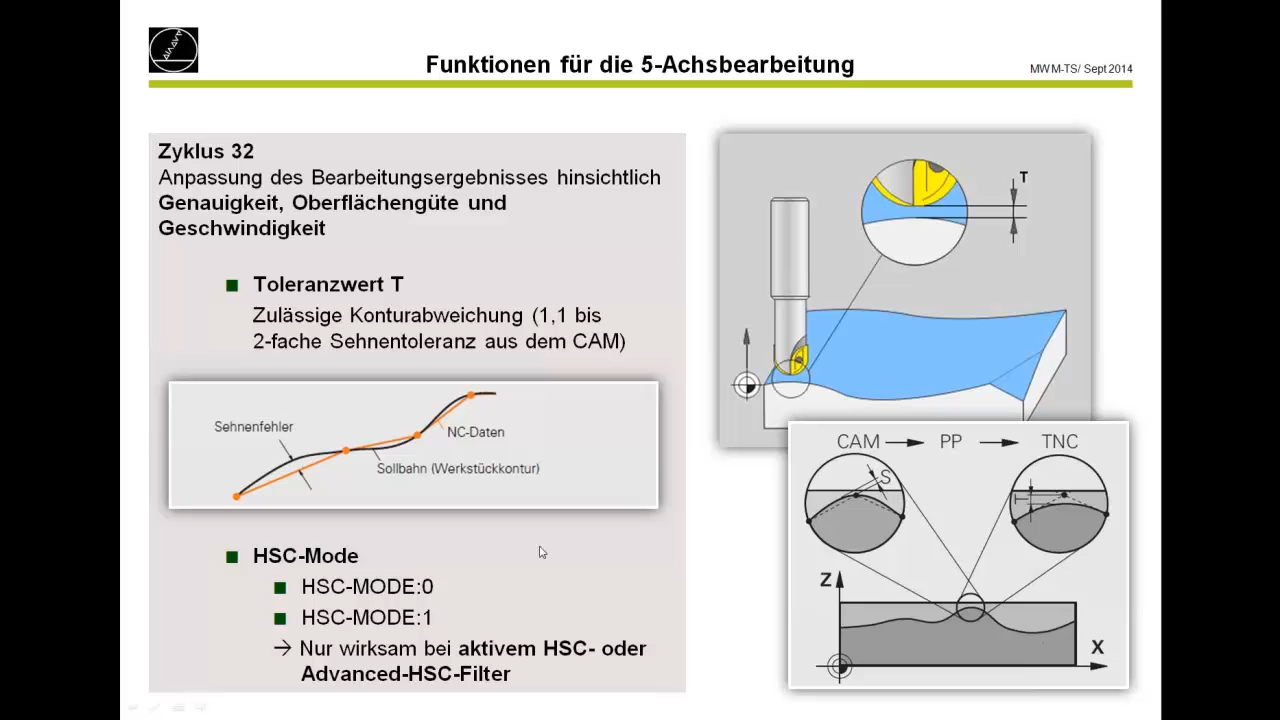 Funktionen für die 5-Achsbearbeitung
MWM-TS/ Sept 2014
Zyklus 32
Anpassung des Bearbeitungsergebnisses hinsichtlich
Genauigkeit, Oberflächengüte und
Geschwindigkeit
Toleranzwert T
Zulässige Konturabweichung (1,1 bis
2-fache Sehnentoleranz aus dem CAM)
Sehnenfehler
NC-Daten
Sollbahn (Werkstückkontur)
HSC-Mode
HSC-MODE:0
HSC-MODE:1
→ Nur wirksam bei aktivem HSC- oder
Advanced-HSC-Filter
T
CAM → PP → TNC
S
T
Z
X